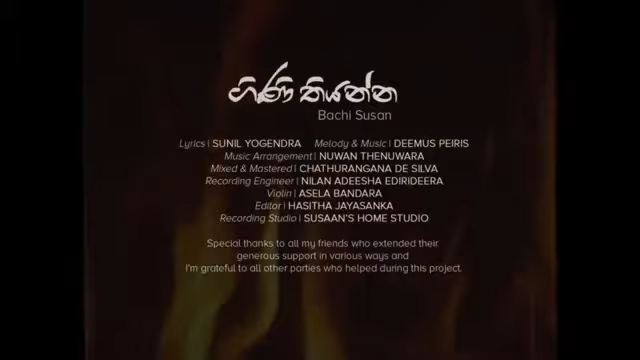 ගිණි තියන්න
Bachi Susan
Lyrics | SUNIL YOGENDRA Melody & Music | DEEMUS PEIRIS
Music Arrangement | NUWAN THENUWARA
Mixed & Mastered | CHATHURANGANA DE SILVA
Recording Engineer | NILAN ADEESHA EDIRIDEERA
Violin | ASELA BANDARA
Editor | HASITHA JAYASANKA
Recording Studio | SUSAAN'S HOME STUDIO
Special thanks to all my friends who extended their
generous support in various ways and
I'm grateful to all other parties who helped during this project.